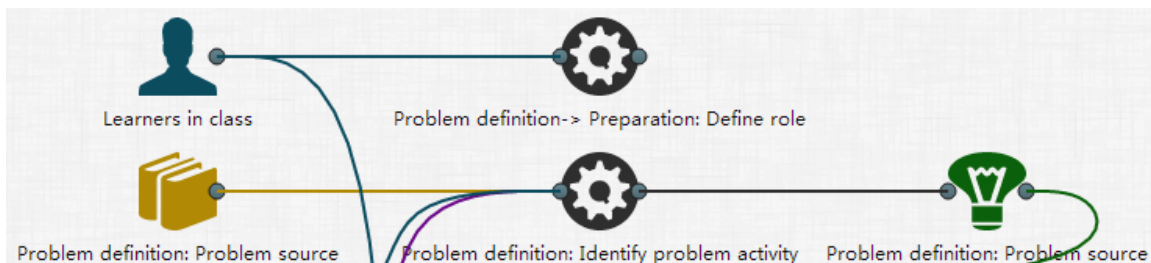 Learners in class
Problem definition-> Preparation: Define role
Problem definition: Problem source
Problem definition: Identify problem activity
Problem definition: Problem source